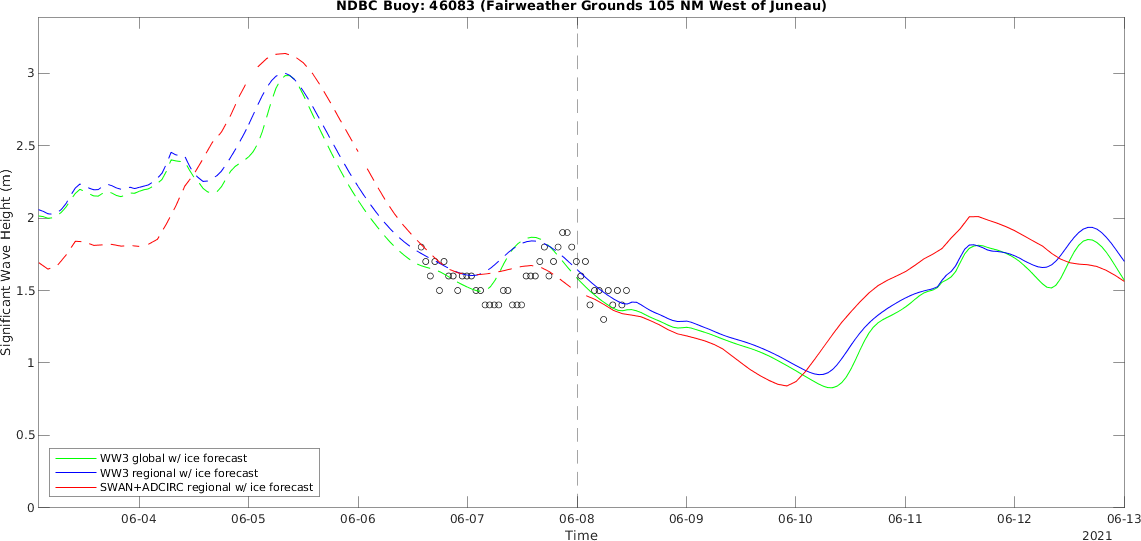 NDBC Buoy: 46083 (Fairweather Grounds 105 NM West of Juneau)
Significant Wave Height (m)
3
2.5
2
1.5
1
0.5
0
WW3 global w/ ice forecast
WW3 regional w/ ice forecast
SWAN+ADCIRC regional w/ ice forecast
06-04 06-05 06-06 06-07 06-08 06-09 06-10 06-11 06-12 06-13
Time
2021